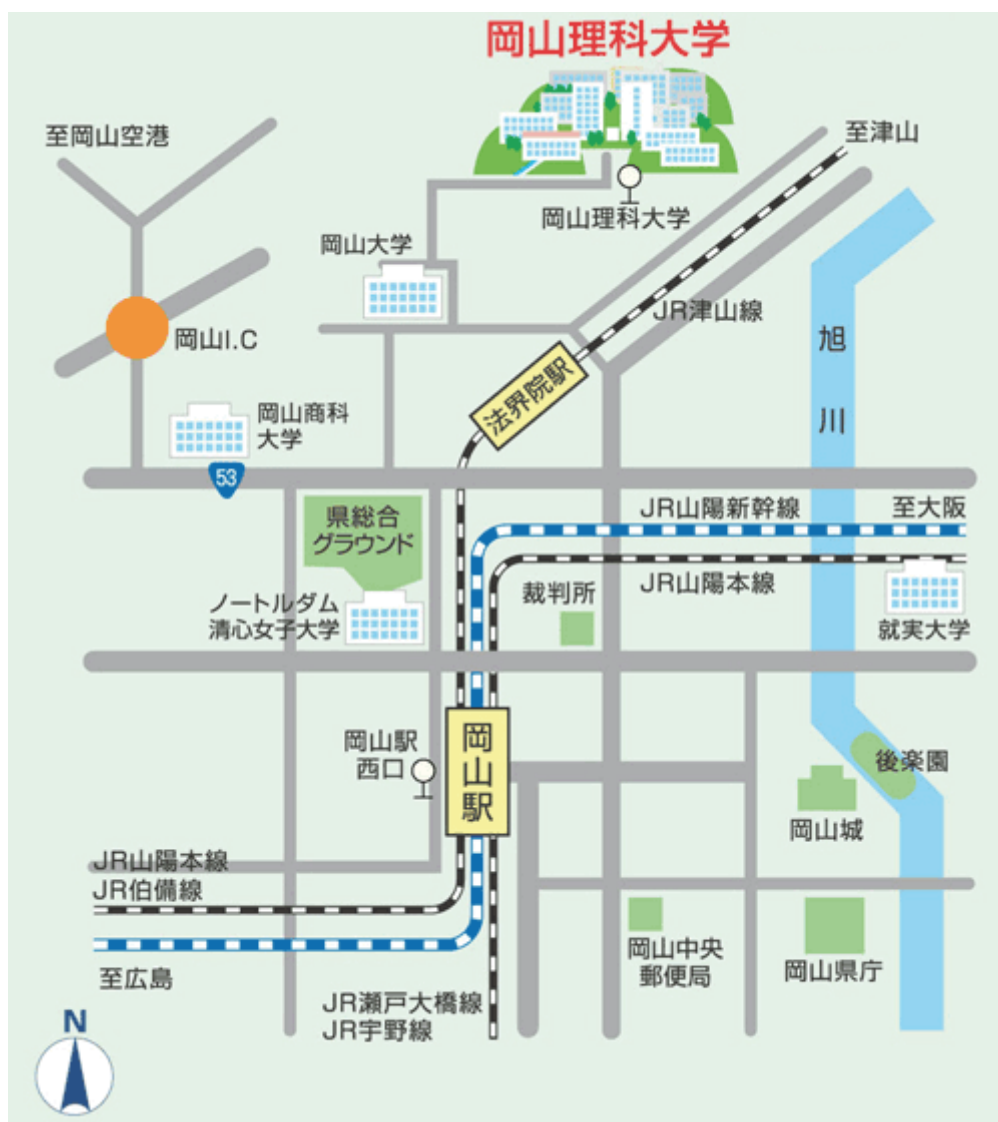 岡山理科大学
至岡山空港
至津山
岡山理科大学
岡山大学
JR津山線
岡山I.C
旭川
法界院駅
岡山商科
大学
53
県総合
グラウンド
JR山陽新幹線
至大阪
JR山陽本線
裁判所
ノートルダム
清心女子大学
就実大学
岡山駅
西口
岡山駅
後楽園
岡山城
JR山陽本線
JR伯備線
岡山中央
郵便局
岡山県庁
至広島
JR瀬戸大橋線
JR宇野線
N